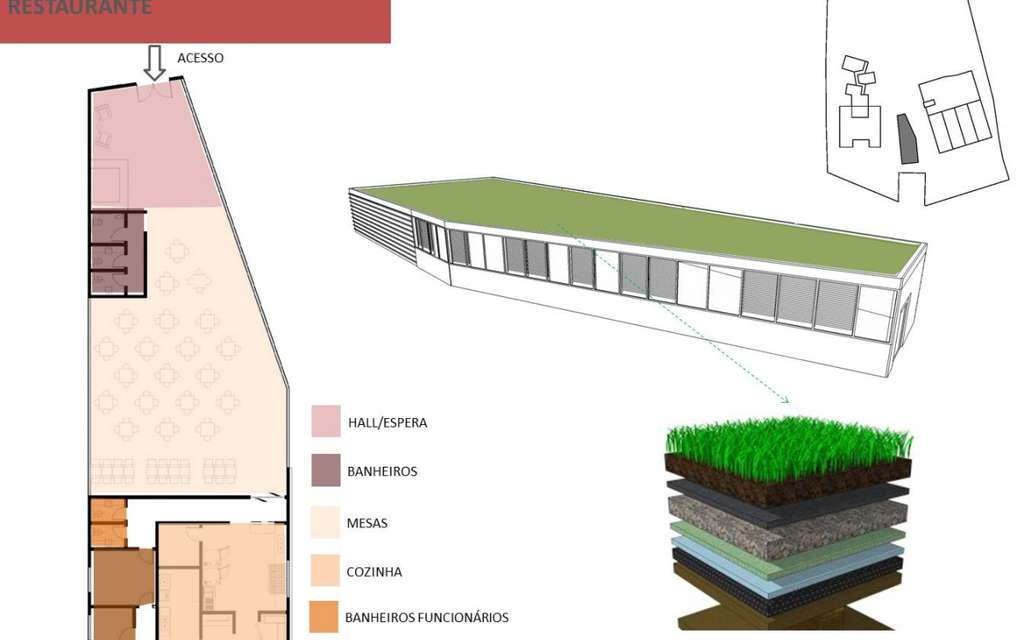 RESTAURANTE
ACESSO
HALL/ESPERA
BANHEIROS
MESAS
COZINHA
BANHEIROS FUNCIONÁRIOS